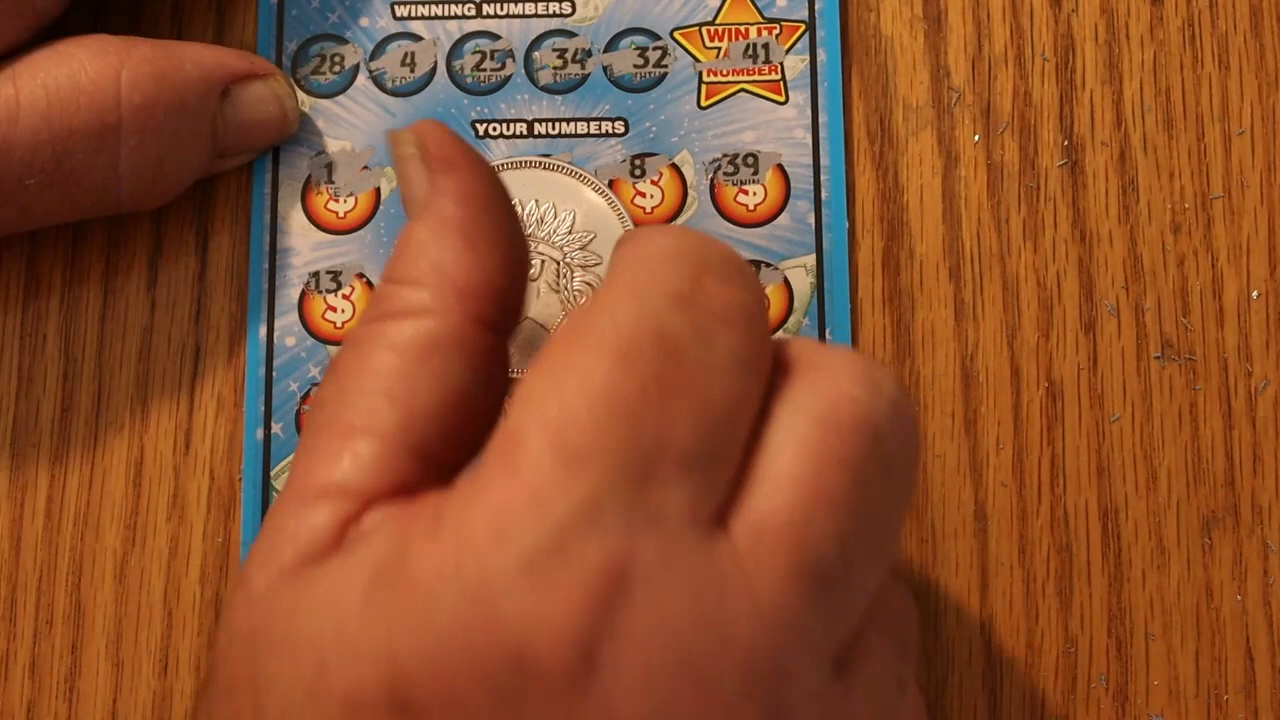 WINNING NUMBERS
28 4 25 34 32 WIN IT 41 NUMBER
YOUR NUMBERS
1 8 39
13